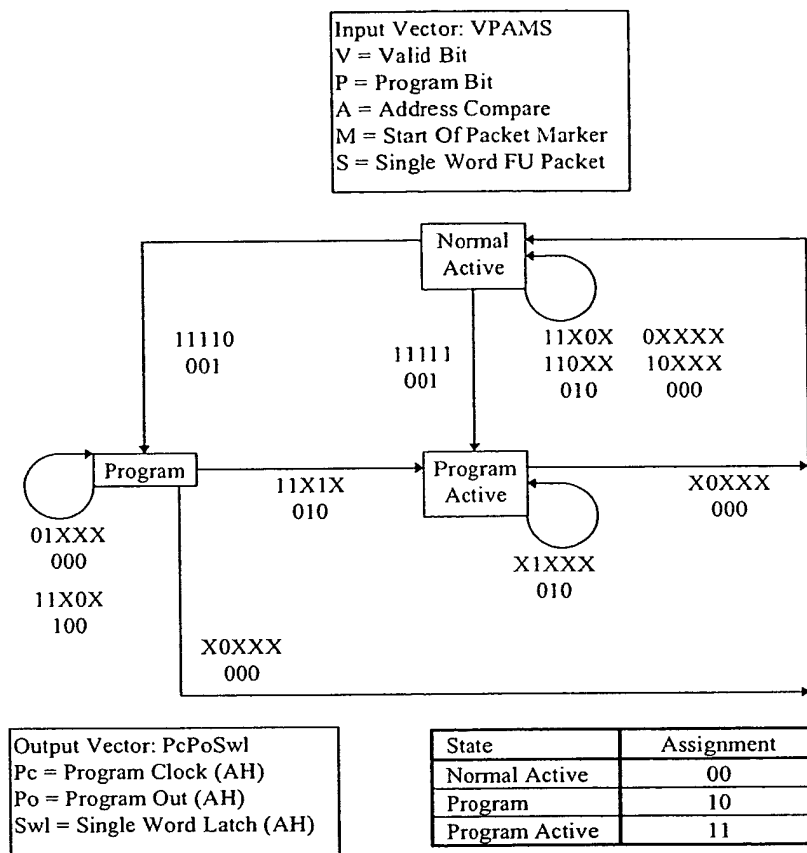 Input Vector: VPAMS
V = Valid Bit
P = Program Bit
A = Address Compare
M = Start Of Packet Marker
S = Single Word FU Packet
Normal
Active
11110
001
11111
001
11X0X 0XXXX
110XX 10XXX
010 000
Program
11X1X
010
Program
Active
X0XXX
000
01XXX
000
11X0X
100
X1XXX
010
X0XXX
000
Output Vector: PcPoSwl
Pc = Program Clock (AH)
Po = Program Out (AH)
Swl = Single Word Latch (AH)
State Assignment
Normal Active 00
Program 10
Program Active 11